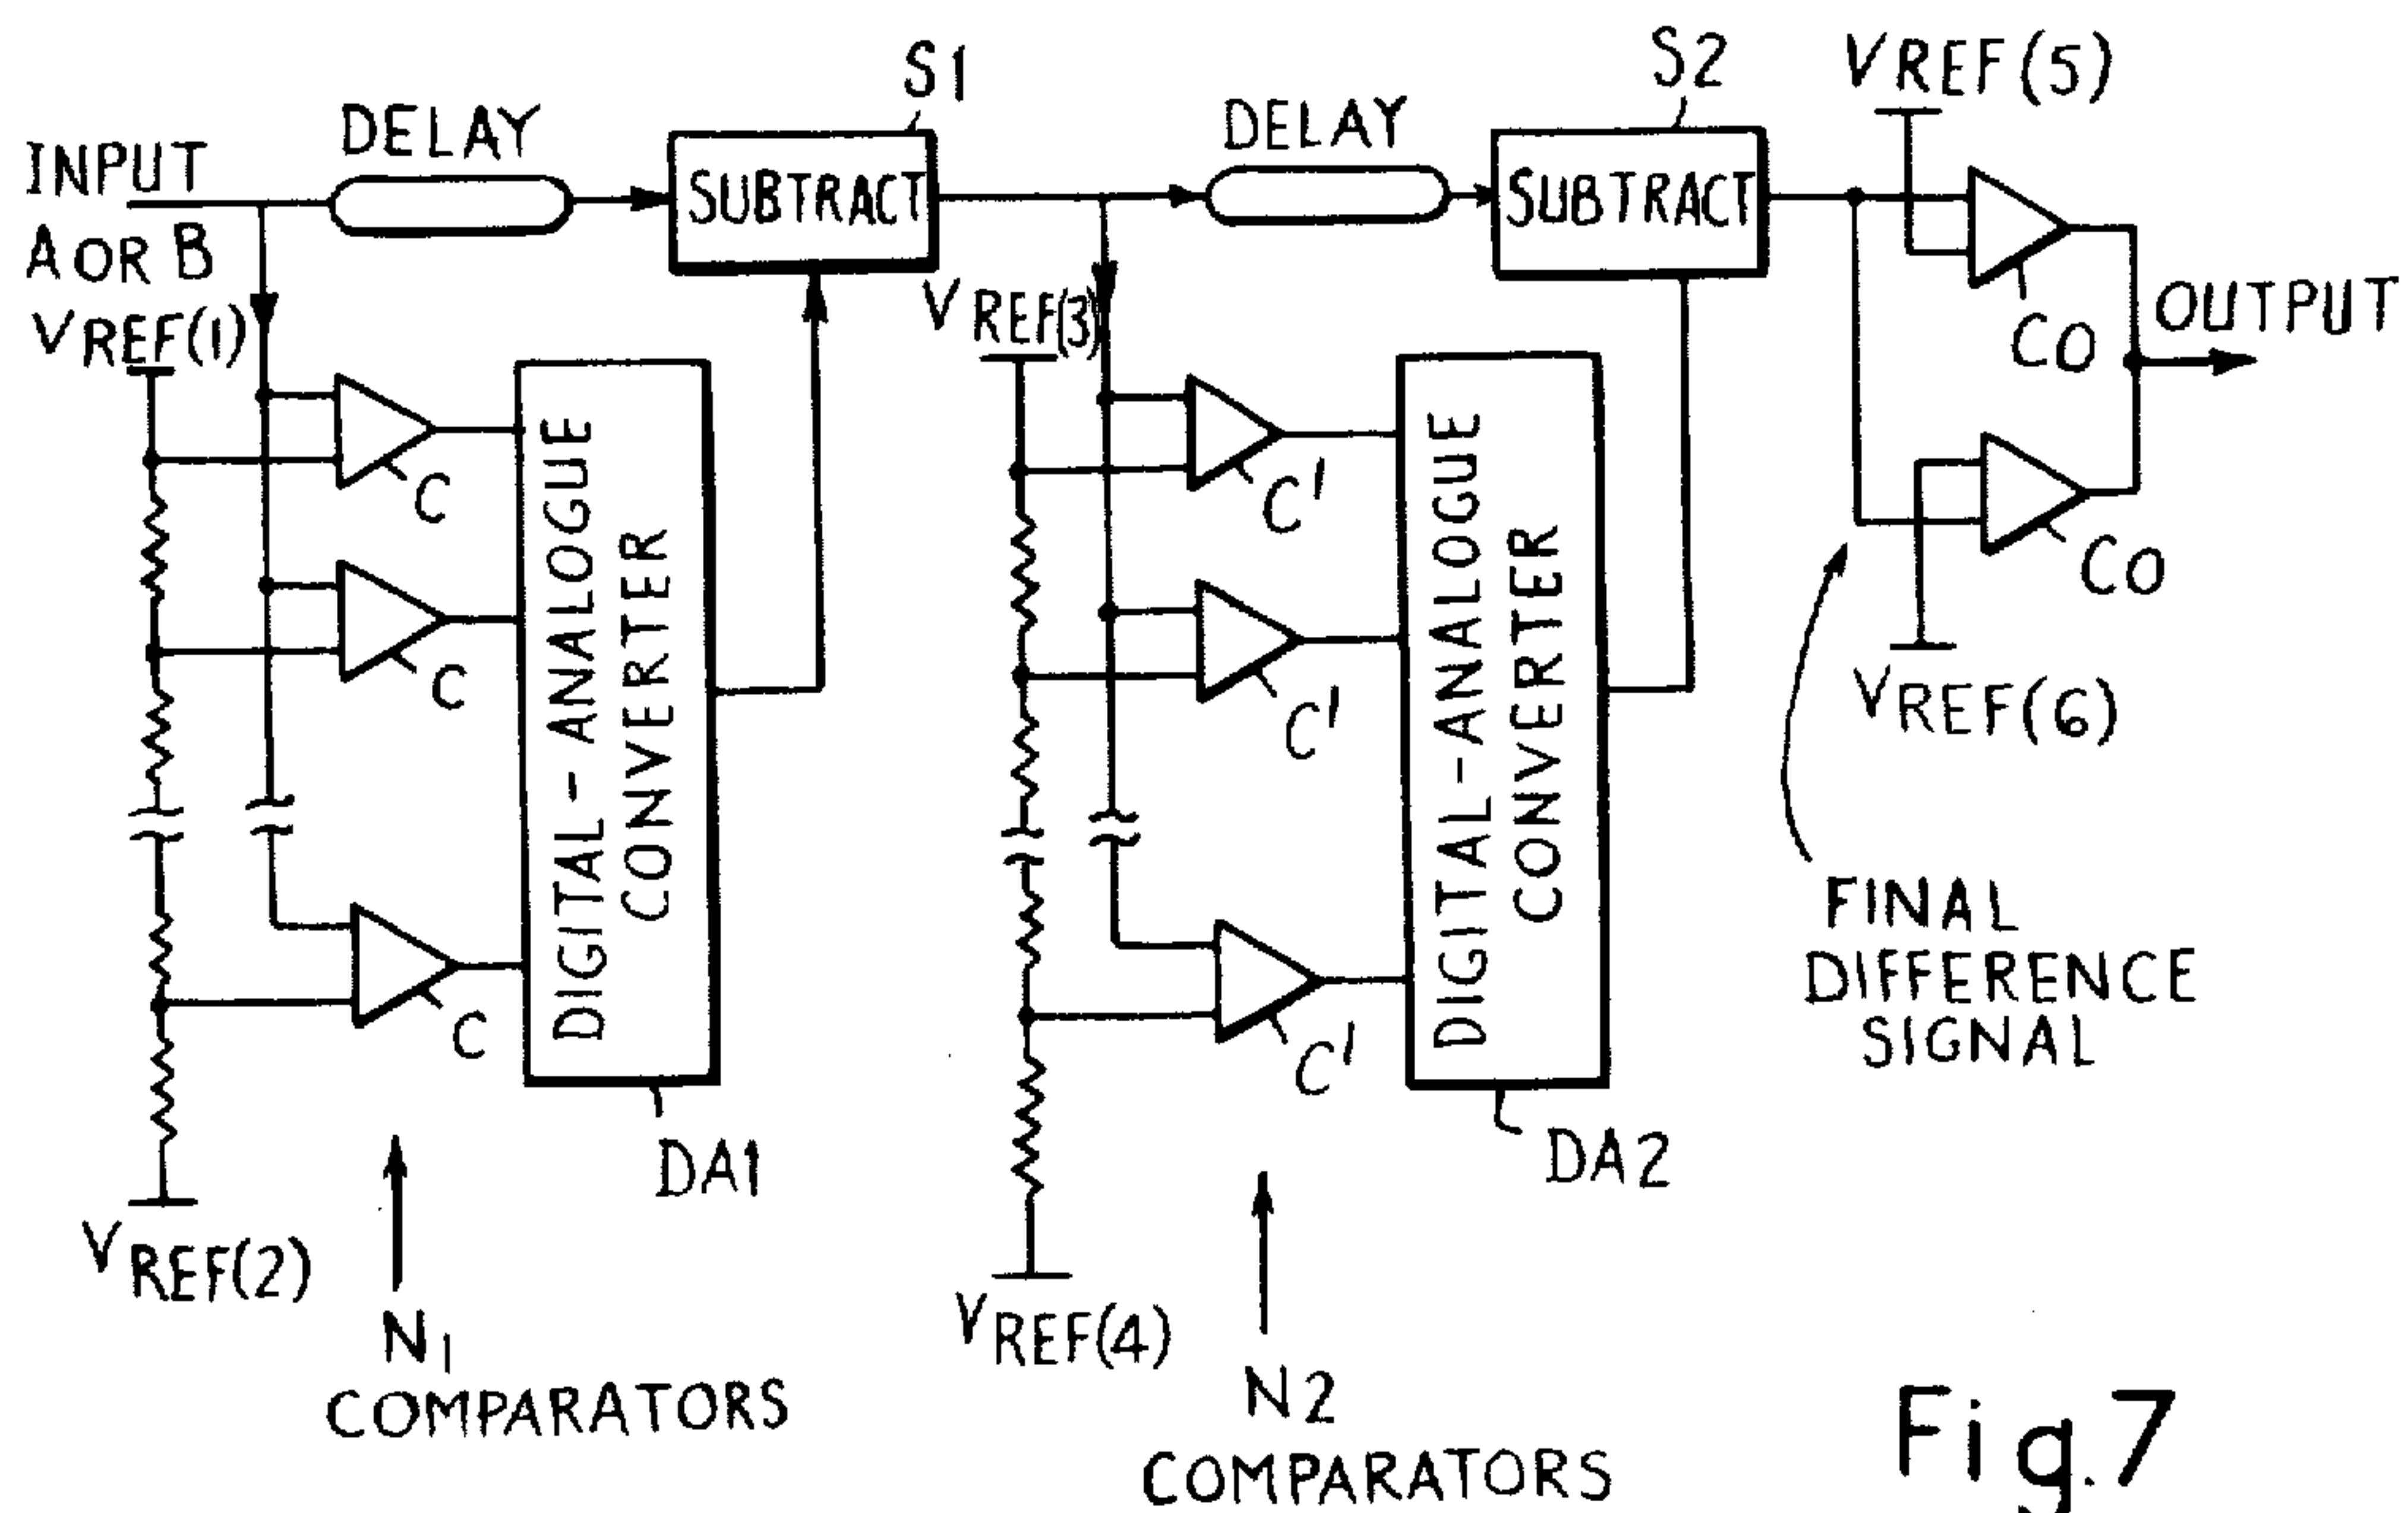 INPUT
A OR B
VREF(1)
DELAY
S1
SUBTRACT
C
C
C
DIGITAL-ANALOGUE
CONVERTER
DA1
VREF(2)
N1
COMPARATORS
VREF(3)
DELAY
S2
SUBTRACT
C'
C'
C'
DIGITAL-ANALOGUE
CONVERTER
DA2
VREF(4)
N2
COMPARATORS
VREF(5)
CO
OUTPUT
CO
VREF(6)
FINAL
DIFFERENCE
SIGNAL
Fig.7